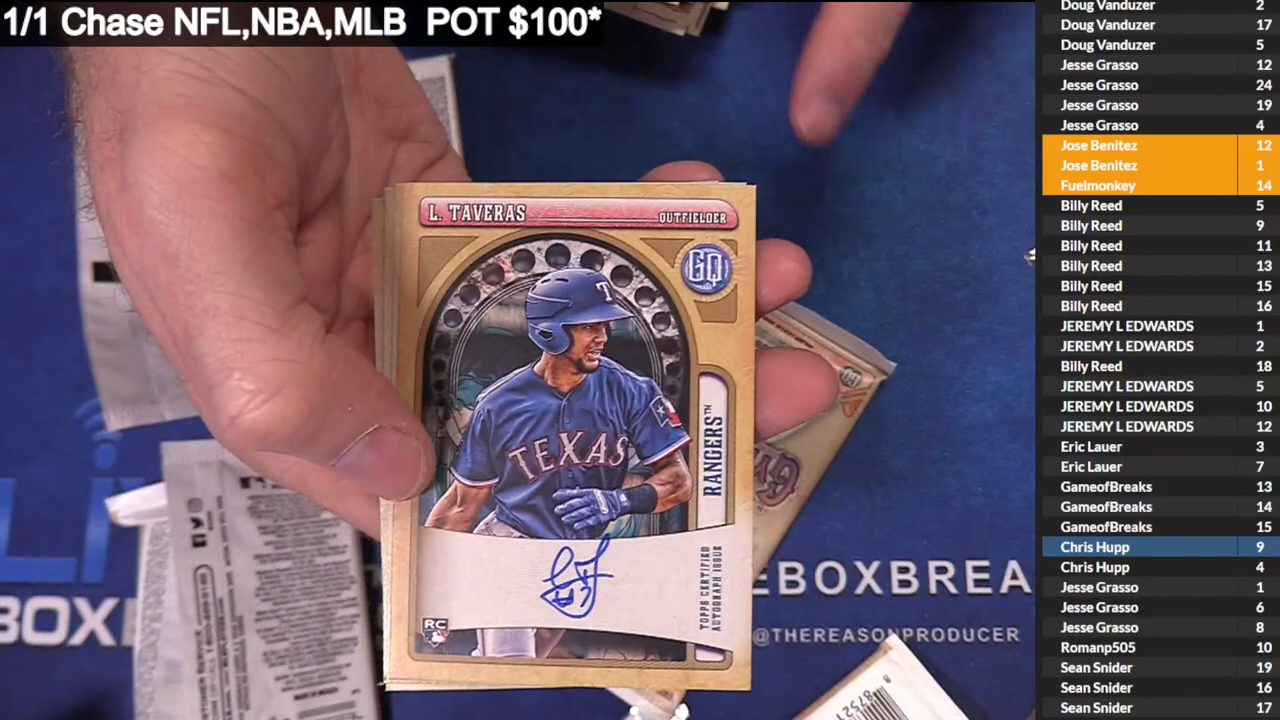 1/1 Chase NFL,NBA,MLB POT $100*
L. TAVERAS
OUTFIELDER
GQ
T
TEXAS
RANGERS™
TOPPS CERTIFIED
AUTOGRAPH ISSUE
RC
EBOXBREA
@THEREASONPRODUCER
BOX
Doug Vanduzer 2
Doug Vanduzer 17
Doug Vanduzer 5
Jesse Grasso 12
Jesse Grasso 24
Jesse Grasso 19
Jesse Grasso 4
Jose Benitez 12
Jose Benitez 1
Fuelmonkey 14
Billy Reed 5
Billy Reed 9
Billy Reed 11
Billy Reed 13
Billy Reed 15
Billy Reed 16
JEREMY L EDWARDS 1
JEREMY L EDWARDS 2
Billy Reed 18
JEREMY L EDWARDS 5
JEREMY L EDWARDS 10
JEREMY L EDWARDS 12
Eric Lauer 3
Eric Lauer 7
GameofBreaks 13
GameofBreaks 14
GameofBreaks 15
Chris Hupp 9
Chris Hupp 4
Jesse Grasso 1
Jesse Grasso 6
Jesse Grasso 8
Romanp505 10
Sean Snider 19
Sean Snider 16
Sean Snider 17